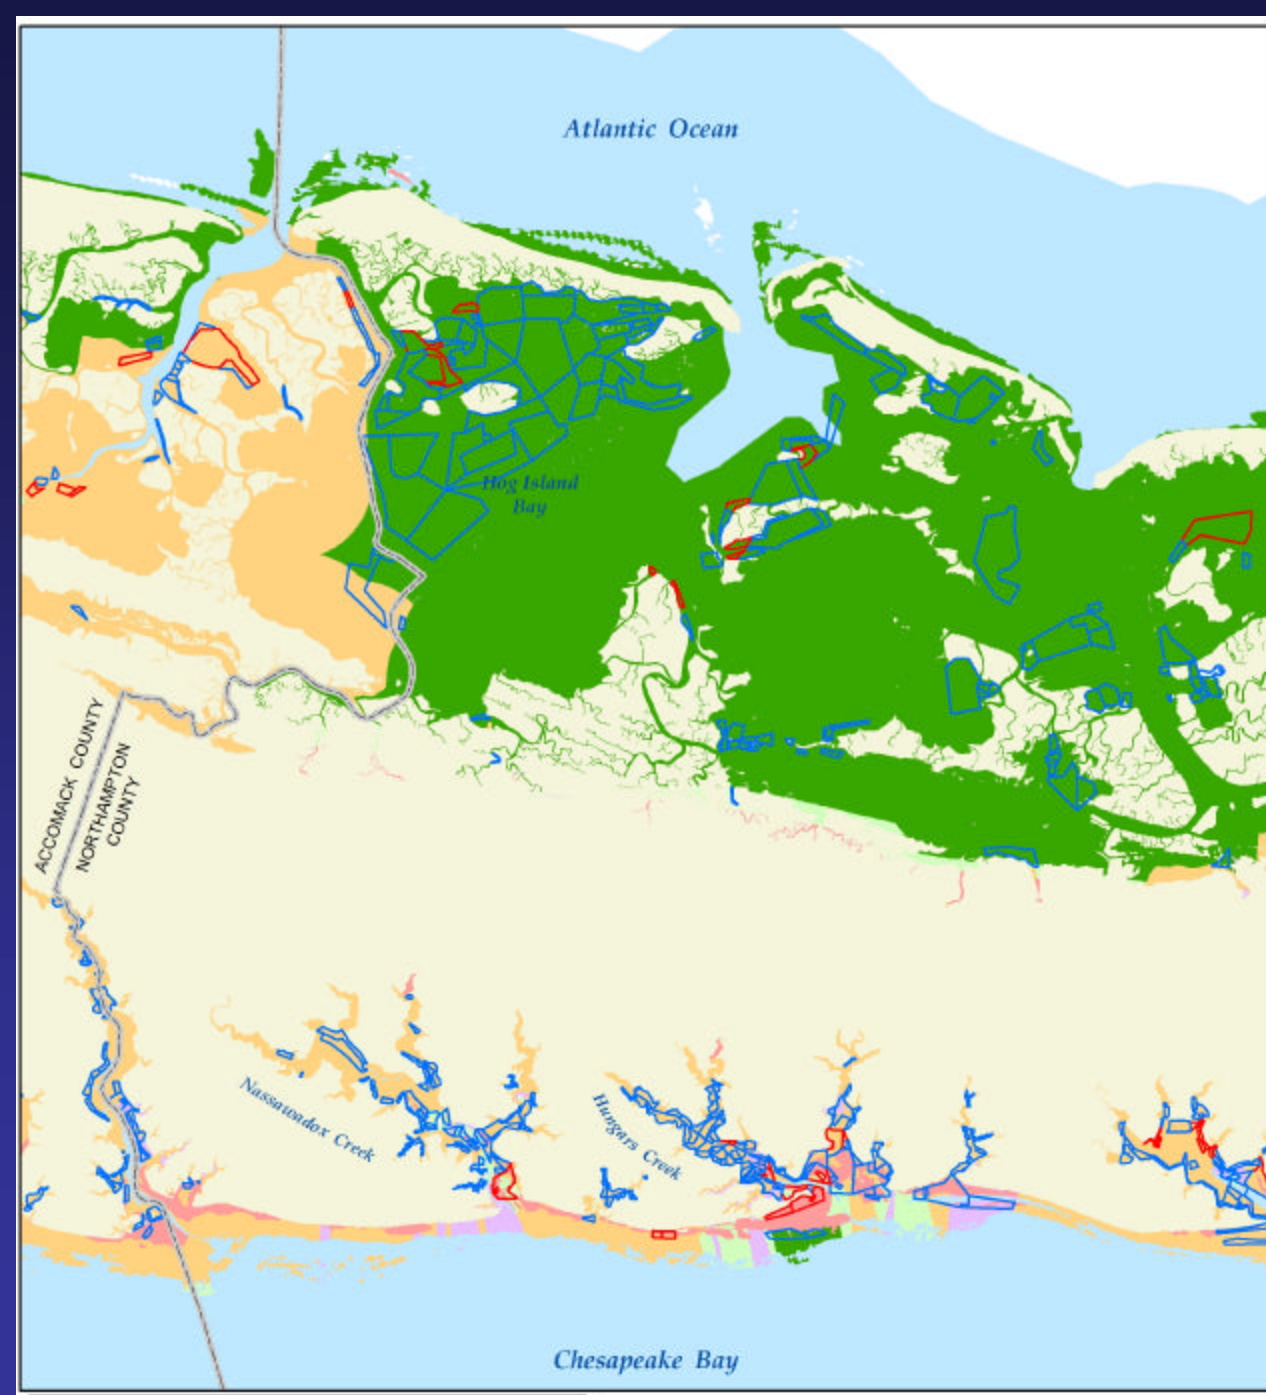 Atlantic Ocean
Hog Island
Bay
ACCOMACK COUNTY
NORTHAMPTON
COUNTY
Nassawadox Creek
Hungars Creek
Chesapeake Bay